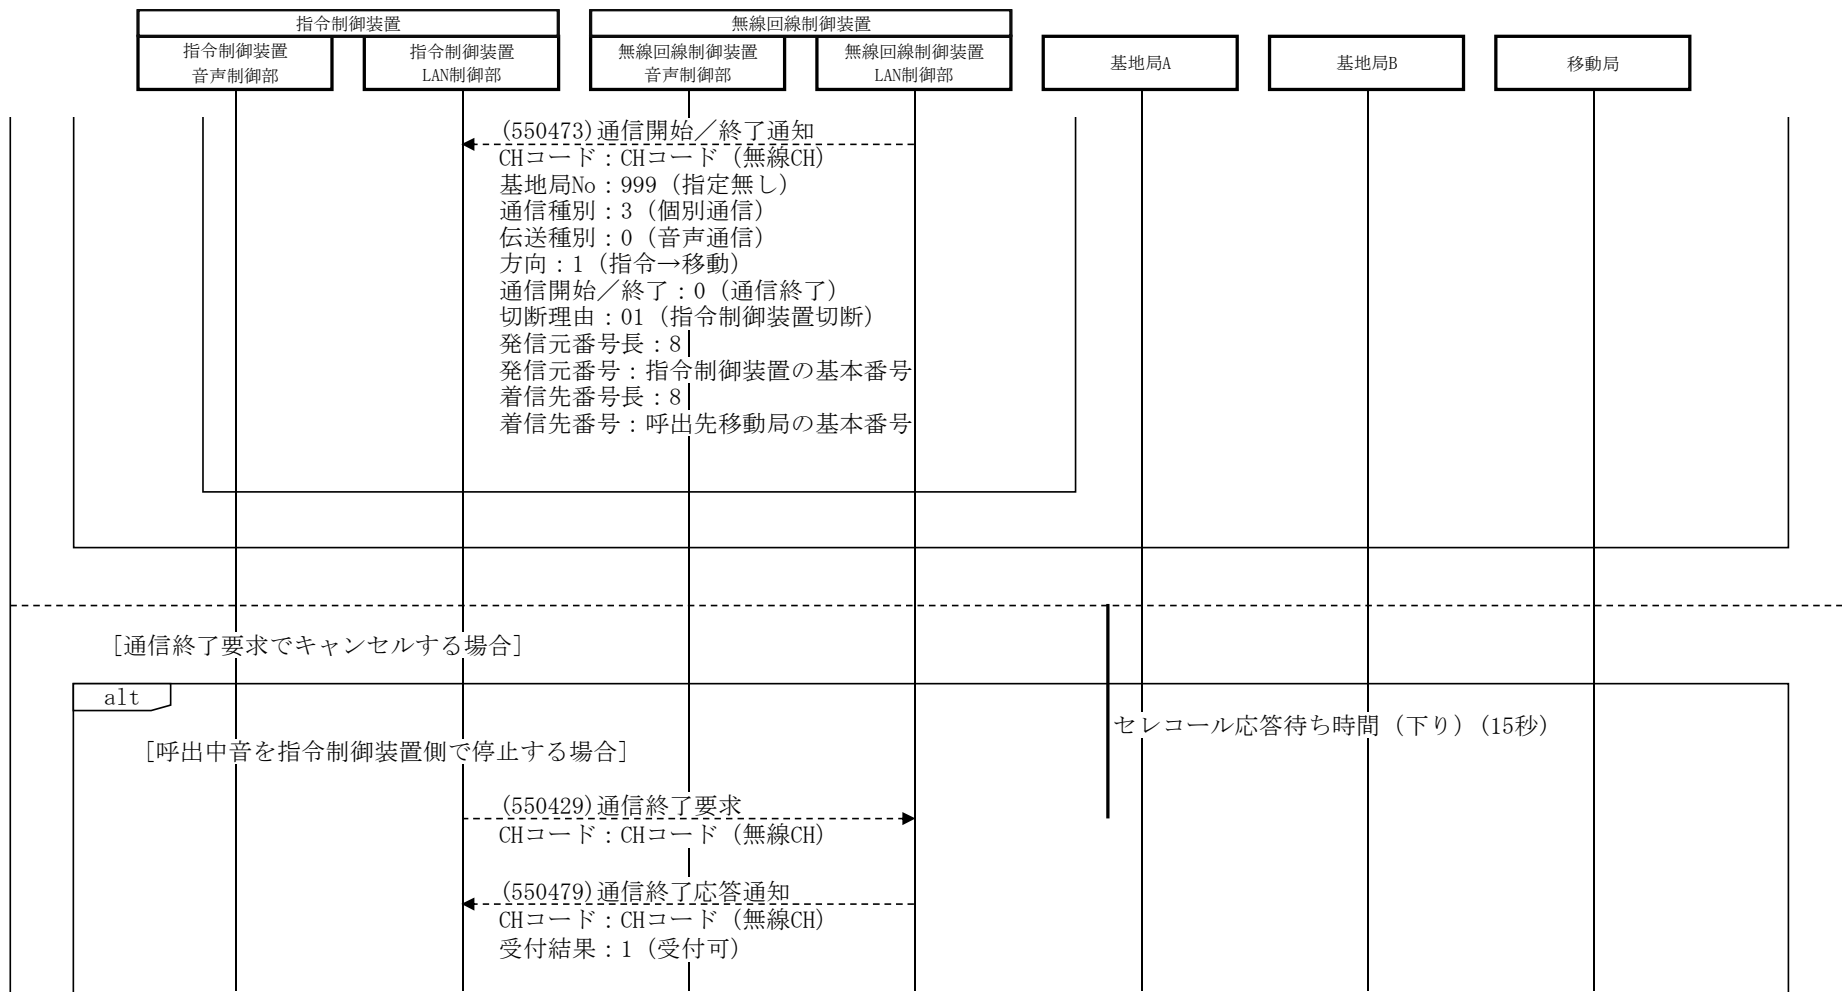 指令制御装置
無線回線制御装置
指令制御装置
音声制御部
指令制御装置
LAN制御部
無線回線制御装置
音声制御部
無線回線制御装置
LAN制御部
基地局A
基地局B
移動局
(550473)通信開始／終了通知
CHコード：CHコード（無線CH）
基地局No：999（指定無し）
通信種別：3（個別通信）
伝送種別：0（音声通信）
方向：1（指令→移動）
通信開始／終了：0（通信終了）
切断理由：01（指令制御装置切断）
発信元番号長：8
発信元番号：指令制御装置の基本番号
着信先番号長：8
着信先番号：呼出先移動局の基本番号
[通信終了要求でキャンセルする場合]
alt
セレコール応答待ち時間（下り）(15秒)
[呼出中音を指令制御装置側で停止する場合]
(550429)通信終了要求
CHコード：CHコード（無線CH）
(550479)通信終了応答通知
CHコード：CHコード（無線CH）
受付結果：1（受付可）